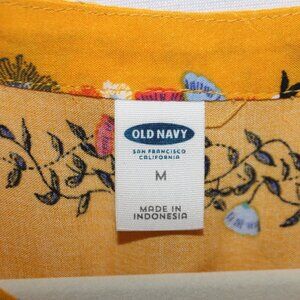 OLD NAVY
SAN FRANCISCO
CALIFORNIA
M
MADE IN
INDONESIA